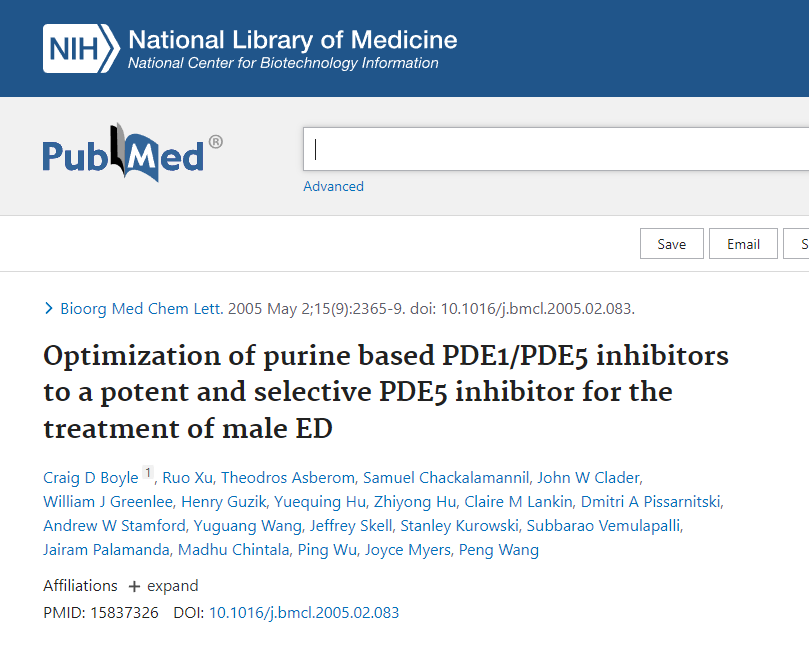 NIH National Library of Medicine
National Center for Biotechnology Information
PubMed®
Advanced
Save Email S
Bioorg Med Chem Lett. 2005 May 2;15(9):2365-9. doi: 10.1016/j.bmcl.2005.02.083.
Optimization of purine based PDE1/PDE5 inhibitors
to a potent and selective PDE5 inhibitor for the
treatment of male ED
Craig D Boyle 1, Ruo Xu, Theodros Asberom, Samuel Chackalamannil, John W Clader,
William J Greenlee, Henry Guzik, Yuequing Hu, Zhiyong Hu, Claire M Lankin, Dmitri A Pissarnitski,
Andrew W Stamford, Yuguang Wang, Jeffrey Skell, Stanley Kurowski, Subbarao Vemulapalli,
Jairam Palamanda, Madhu Chintala, Ping Wu, Joyce Myers, Peng Wang
Affiliations + expand
PMID: 15837326 DOI: 10.1016/j.bmcl.2005.02.083